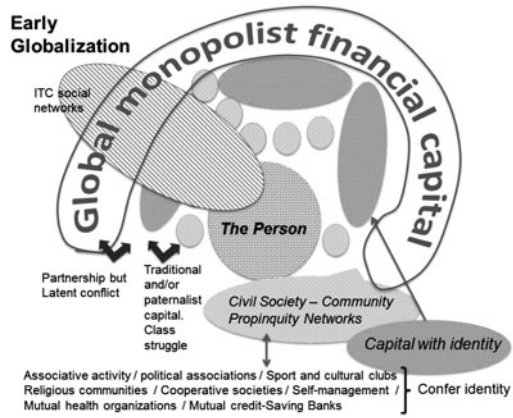 Early
Globalization
Global monopolist financial capital
ITC social
networks
The Person
Partnership but
Latent conflict
Traditional
and/or
paternalist
capital.
Class
struggle
Civil Society – Community
Propinquity Networks
Capital with identity
Associative activity / political associations / Sport and cultural clubs
Religious communities / Cooperative societies / Self-management /
Mutual health organizations / Mutual credit-Saving Banks
Confer identity